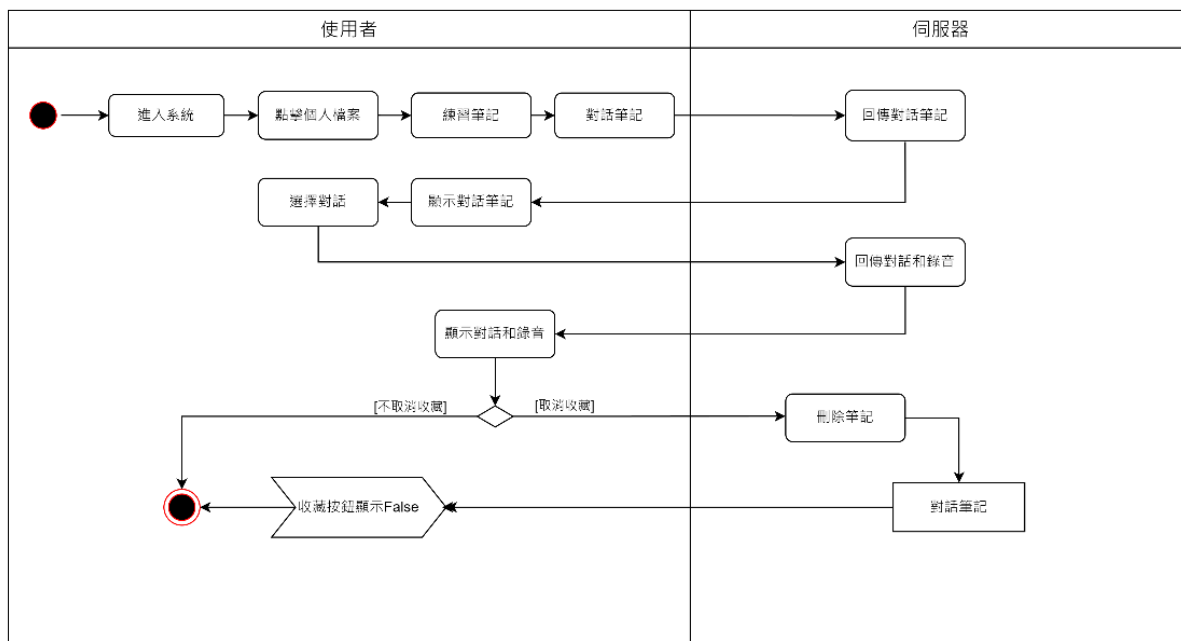 使用者
伺服器
進入系統
點擊個人檔案
練習筆記
對話筆記
回傳對話筆記
選擇對話
顯示對話筆記
回傳對話和錄音
顯示對話和錄音
[不取消收藏]
[取消收藏]
刪除筆記
收藏按鈕顯示False
對話筆記